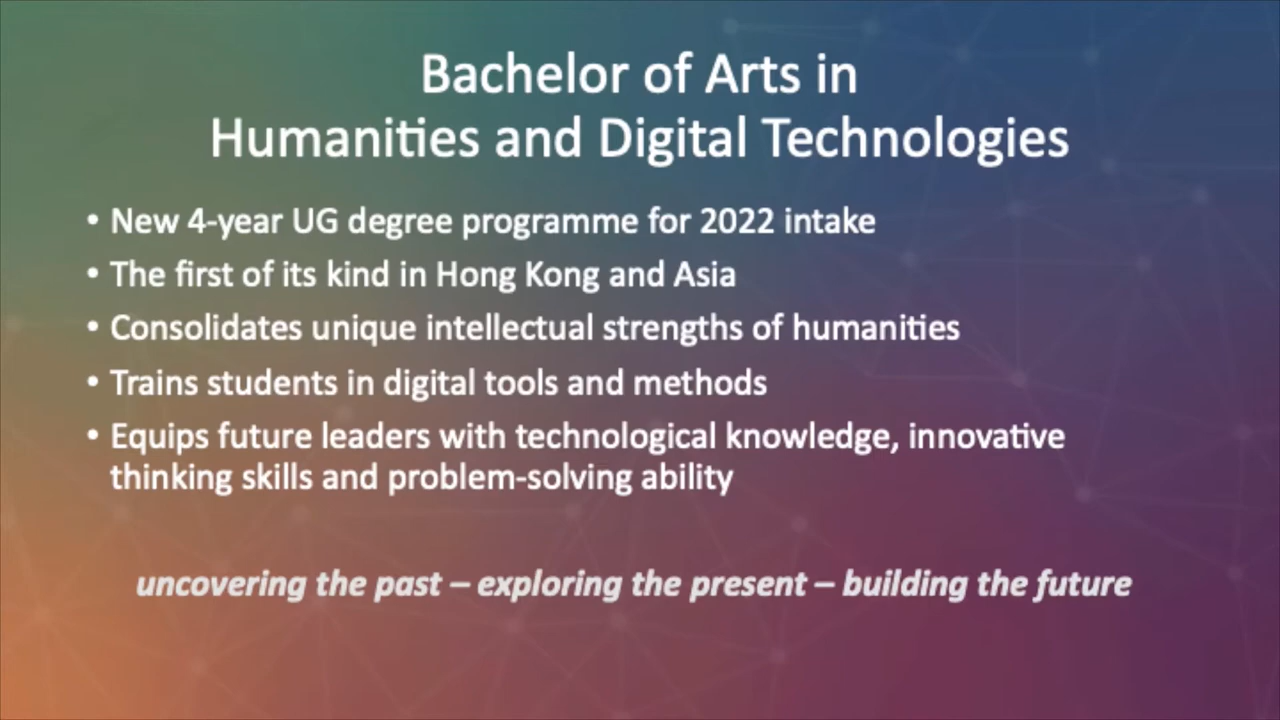 Bachelor of Arts in
Humanities and Digital Technologies
• New 4-year UG degree programme for 2022 intake
• The first of its kind in Hong Kong and Asia
• Consolidates unique intellectual strengths of humanities
• Trains students in digital tools and methods
• Equips future leaders with technological knowledge, innovative
thinking skills and problem-solving ability
uncovering the past – exploring the present – building the future